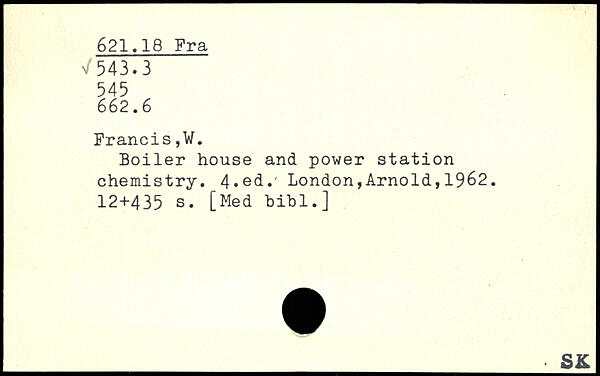 621.18 Fra
✓543.3
545
662.6
Francis,W.
Boiler house and power station
chemistry. 4.ed. London,Arnold,1962.
12+435 s. [Med bibl.]
SK